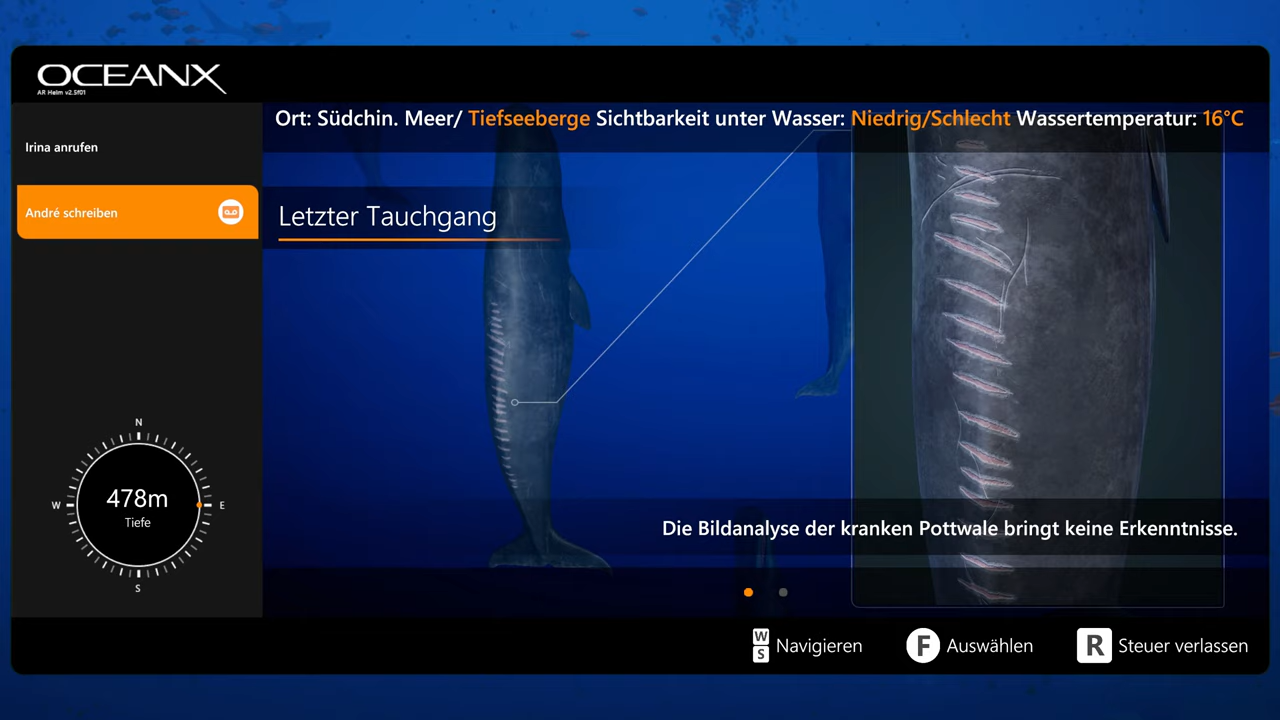 OCEANX
AR Helm v2.5f01
Ort: Südchin. Meer/ Tiefseeberge Sichtbarkeit unter Wasser: Niedrig/Schlecht Wassertemperatur: 16°C
Irina anrufen
André schreiben
Letzter Tauchgang
N
W
E
S
478m
Tiefe
Die Bildanalyse der kranken Pottwale bringt keine Erkenntnisse.
W
S
Navigieren
F
Auswählen
R
Steuer verlassen